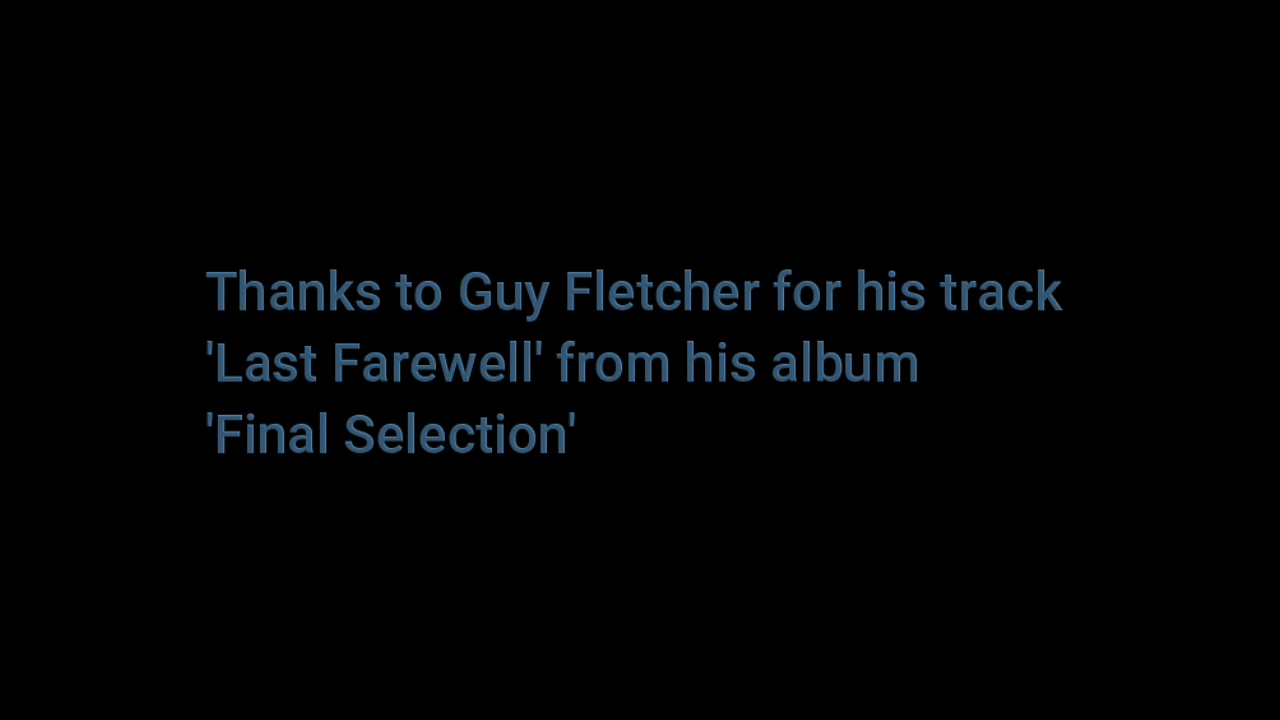 Thanks to Guy Fletcher for his track
'Last Farewell' from his album
'Final Selection'